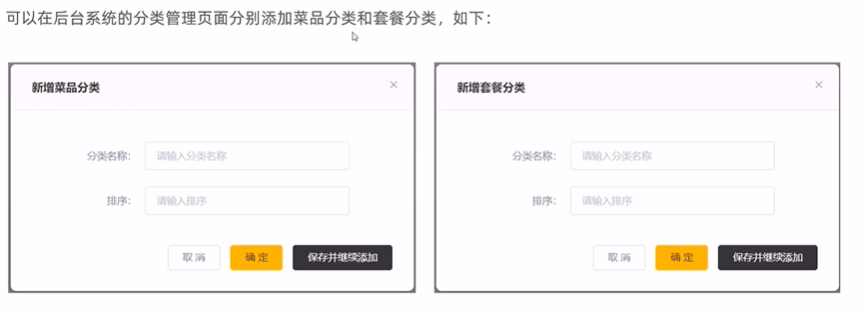 可以在后台系统的分类管理页面分别添加菜品分类和套餐分类，如下：
新增菜品分类
分类名称：
请输入分类名称
排序：
请输入排序
取 消
确 定
保存并继续添加
新增套餐分类
分类名称：
请输入分类名称
排序：
请输入排序
取 消
确 定
保存并继续添加